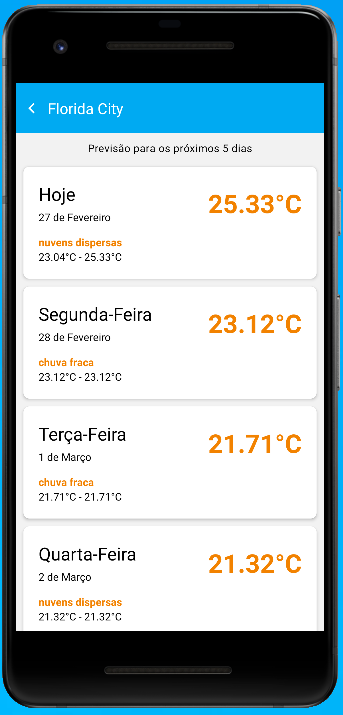 Florida City
Previsão para os próximos 5 dias
Hoje
25.33°C
27 de Fevereiro
nuvens dispersas
23.04°C - 25.33°C
Segunda-Feira
23.12°C
28 de Fevereiro
chuva fraca
23.12°C - 23.12°C
Terça-Feira
21.71°C
1 de Março
chuva fraca
21.71°C - 21.71°C
Quarta-Feira
21.32°C
2 de Março
nuvens dispersas
21.32°C - 21.32°C